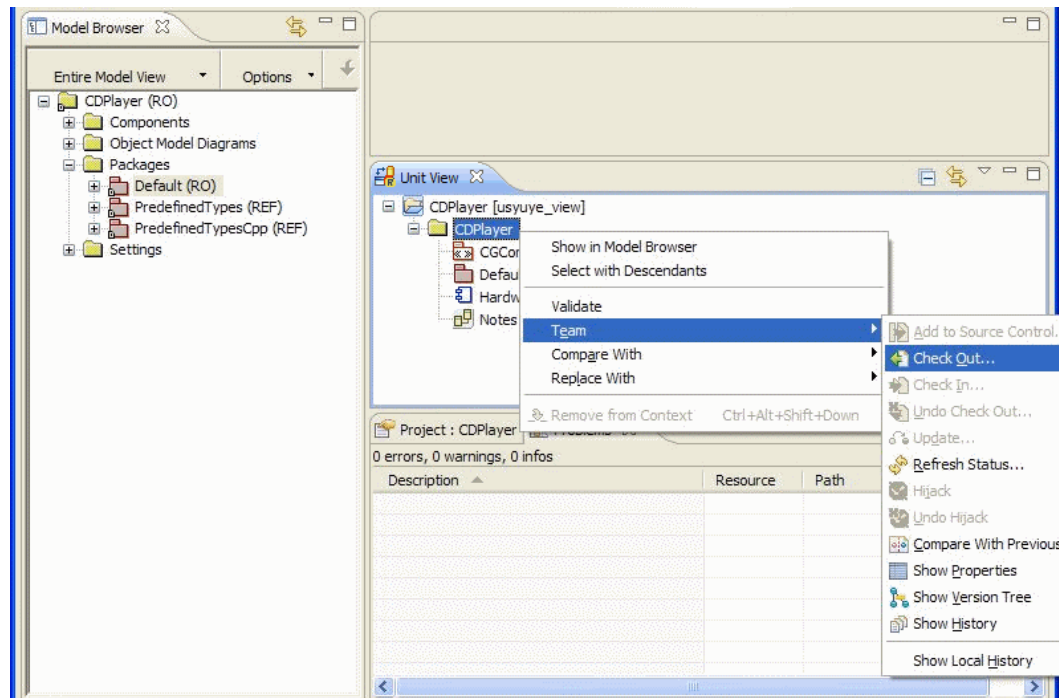 Model Browser
Entire Model View Options
CDPlayer (RO)
Components
Object Model Diagrams
Packages
Default (RO)
PredefinedTypes (REF)
PredefinedTypesCpp (REF)
Settings
Unit View
CDPlayer [usyuye_view]
CDPlayer
CGCor
Defau
Hardw
Notes
Show in Model Browser
Select with Descendants
Validate
Team
Compare With
Replace With
Remove from Context Ctrl+Alt+Shift+Down
Add to Source Control.
Check Out...
Check In...
Undo Check Out...
Update...
Refresh Status...
Hijack
Undo Hijack
Compare With Previous
Show Properties
Show Version Tree
Show History
Show Local History
Project : CDPlayer
0 errors, 0 warnings, 0 infos
Description Resource Path